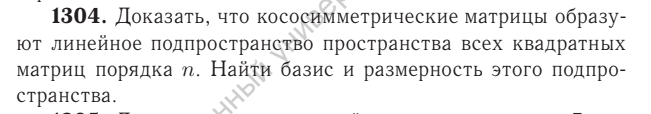 1304. Доказать, что кососимметрические матрицы образу-
ют линейное подпространство пространства всех квадратных
матриц порядка n. Найти базис и размерность этого подпро-
странства.